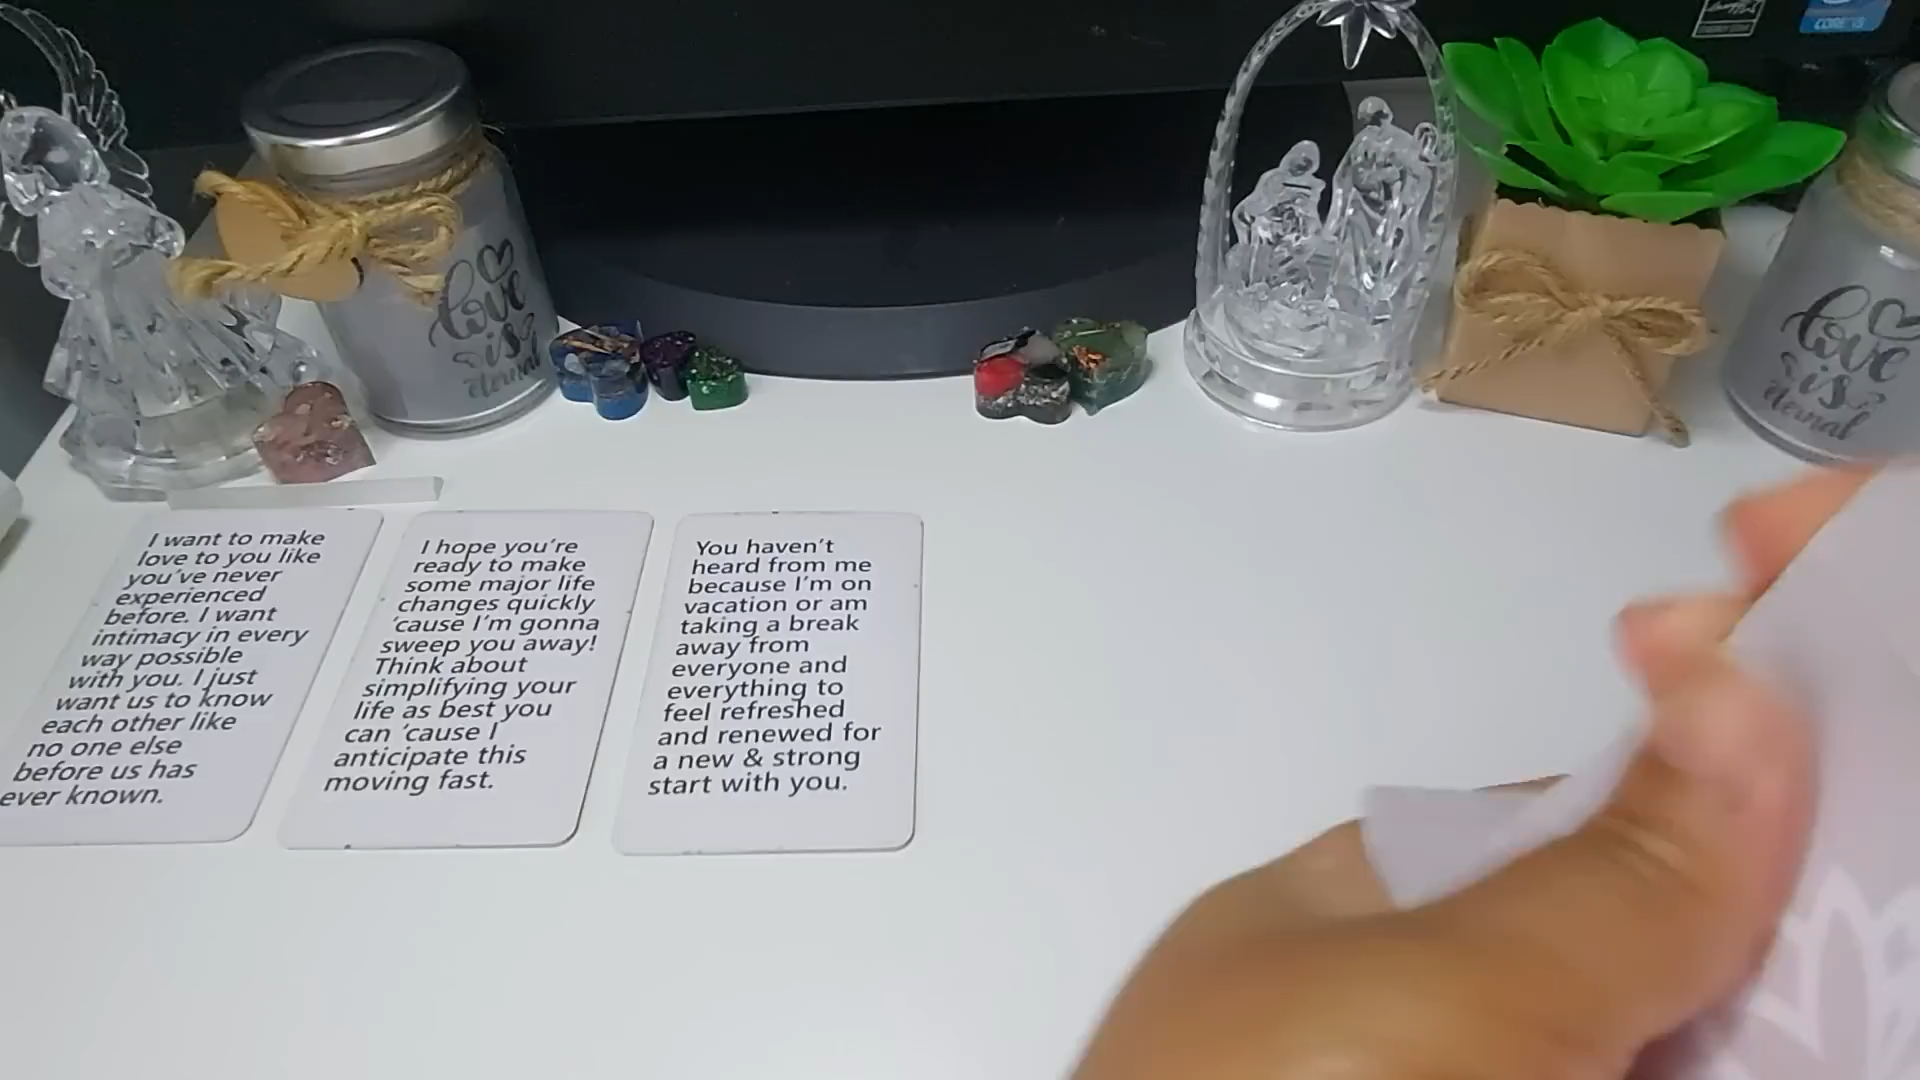 CORE i5
love
is
eternal
love
is
eternal
I want to make
love to you like
you've never
experienced
before. I want
intimacy in every
way possible
with you. I just
want us to know
each other like
no one else
before us has
ever known.
I hope you're
ready to make
some major life
changes quickly
'cause I'm gonna
sweep you away!
Think about
simplifying your
life as best you
can 'cause I
anticipate this
moving fast.
You haven't
heard from me
because I'm on
vacation or am
taking a break
away from
everyone and
everything to
feel refreshed
and renewed for
a new & strong
start with you.